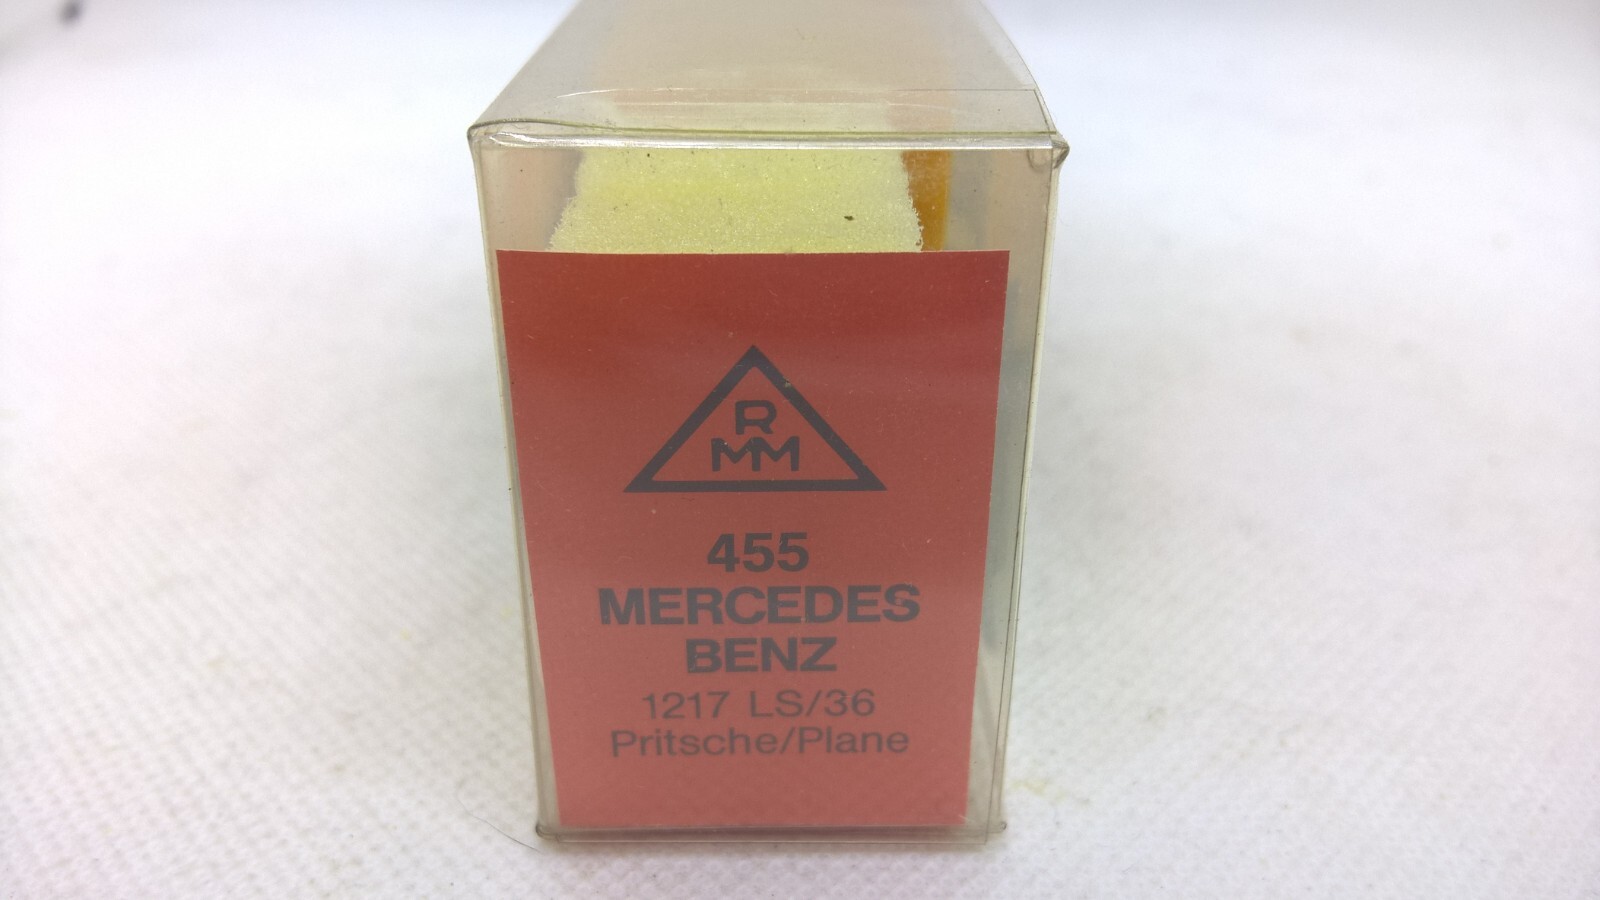 R
MM
455
MERCEDES
BENZ
1217 LS/36
Pritsche/Plane